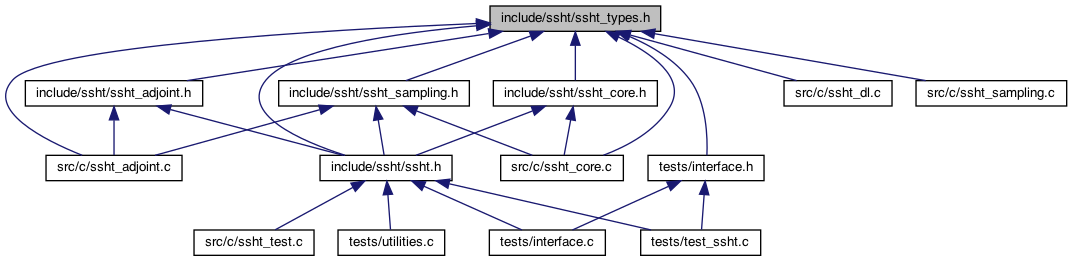 include/ssht/ssht_types.h
include/ssht/ssht_adjoint.h
include/ssht/ssht_sampling.h
include/ssht/ssht_core.h
src/c/ssht_dl.c
src/c/ssht_sampling.c
src/c/ssht_adjoint.c
include/ssht/ssht.h
src/c/ssht_core.c
tests/interface.h
src/c/ssht_test.c
tests/utilities.c
tests/interface.c
tests/test_ssht.c